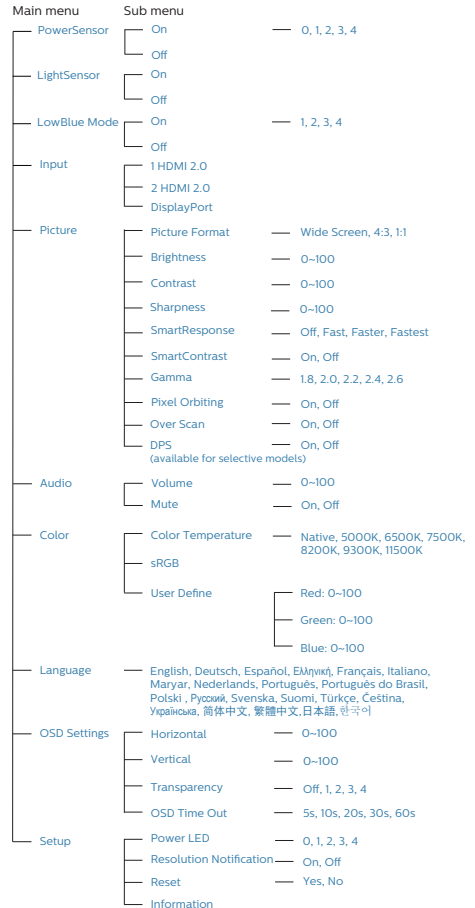 Main menu Sub menu
PowerSensor On 0, 1, 2, 3, 4
Off
LightSensor On
Off
LowBlue Mode On 1, 2, 3, 4
Off
Input 1 HDMI 2.0
2 HDMI 2.0
DisplayPort
Picture Picture Format Wide Screen, 4:3, 1:1
Brightness 0~100
Contrast 0~100
Sharpness 0~100
SmartResponse Off, Fast, Faster, Fastest
SmartContrast On, Off
Gamma 1.8, 2.0, 2.2, 2.4, 2.6
Pixel Orbiting On, Off
Over Scan On, Off
DPS On, Off
(available for selective models)
Audio Volume 0~100
Mute On, Off
Color Color Temperature Native, 5000K, 6500K, 7500K,
8200K, 9300K, 11500K
sRGB
User Define Red: 0~100
Green: 0~100
Blue: 0~100
Language English, Deutsch, Español, Ελληνική, Français, Italiano,
Maryar, Nederlands, Português, Português do Brasil,
Polski , Русский, Svenska, Suomi, Türkçe, Čeština,
Українська, 简体中文, 繁體中文,日本語,한국어
OSD Settings Horizontal 0~100
Vertical 0~100
Transparency Off, 1, 2, 3, 4
OSD Time Out 5s, 10s, 20s, 30s, 60s
Setup Power LED 0, 1, 2, 3, 4
Resolution Notification On, Off
Reset Yes, No
Information